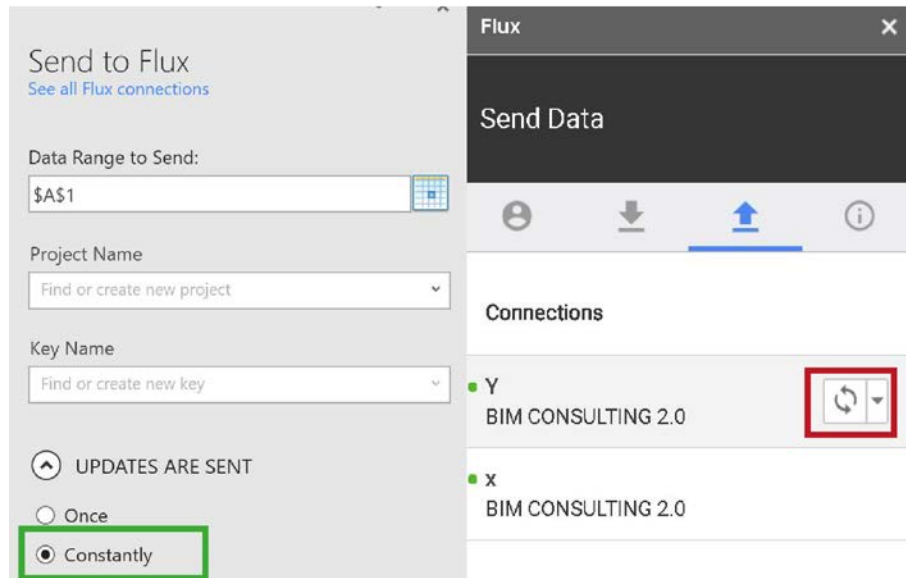 Send to Flux
See all Flux connections
Data Range to Send:
$A$1
Project Name
Find or create new project
Key Name
Find or create new key
UPDATES ARE SENT
Once
Constantly
Flux
Send Data
Connections
Y
BIM CONSULTING 2.0
x
BIM CONSULTING 2.0